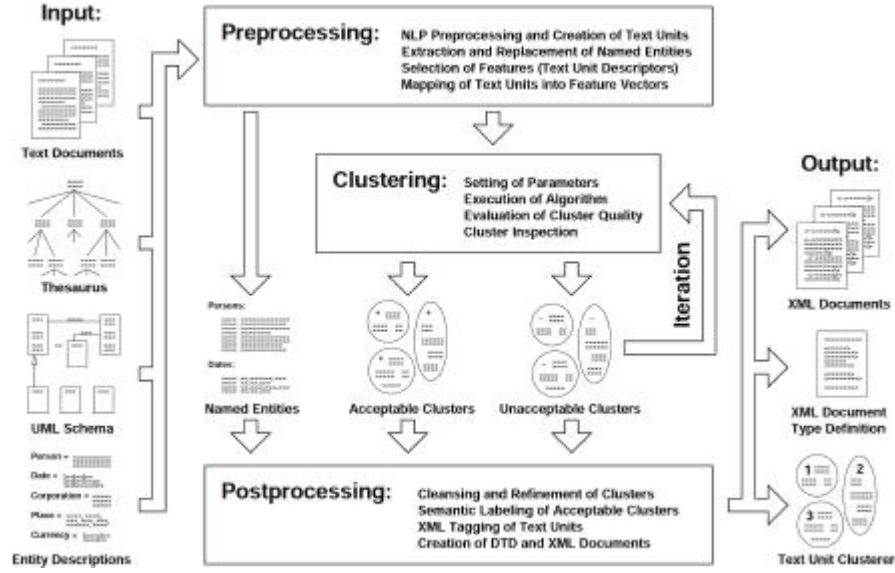 Input:
Text Documents
Thesaurus
UML Schema
Person =
Date =
Corporation =
Place =
Currency =
Entity Descriptions
Preprocessing:
NLP Preprocessing and Creation of Text Units
Extraction and Replacement of Named Entities
Selection of Features (Text Unit Descriptors)
Mapping of Text Units into Feature Vectors
Clustering:
Setting of Parameters
Execution of Algorithm
Evaluation of Cluster Quality
Cluster Inspection
Iteration
Persons:
Dates:
Named Entities
Acceptable Clusters
Unacceptable Clusters
Postprocessing:
Cleansing and Refinement of Clusters
Semantic Labeling of Acceptable Clusters
XML Tagging of Text Units
Creation of DTD and XML Documents
Output:
XML Documents
XML Document
Type Definition
1
2
3
Text Unit Clusterer